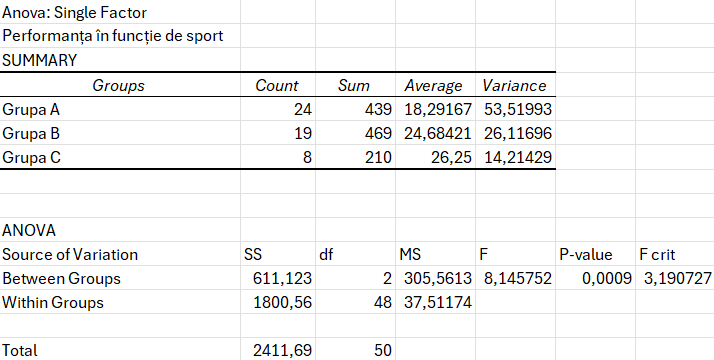 Anova: Single Factor
Performanța în funcție de sport
SUMMARY
Groups Count Sum Average Variance
Grupa A 24 439 18,29167 53,51993
Grupa B 19 469 24,68421 26,11696
Grupa C 8 210 26,25 14,21429
ANOVA
Source of Variation SS df MS F P-value F crit
Between Groups 611,123 2 305,5613 8,145752 0,0009 3,190727
Within Groups 1800,56 48 37,51174
Total 2411,69 50